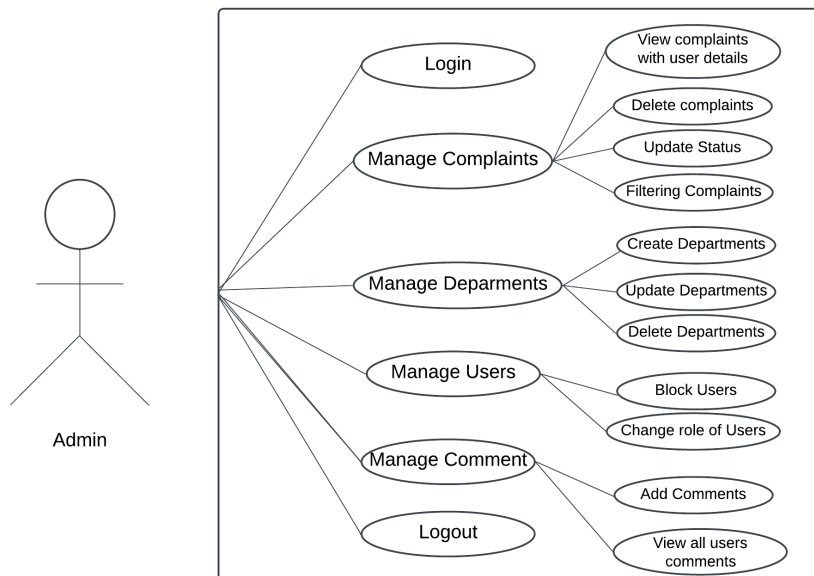 View complaints
with user details
Login
Delete complaints
Update Status
Manage Complaints
Filtering Complaints
Create Departments
Manage Deparments
Update Departments
Delete Departments
Manage Users
Block Users
Change role of Users
Admin
Manage Comment
Add Comments
Logout
View all users
comments